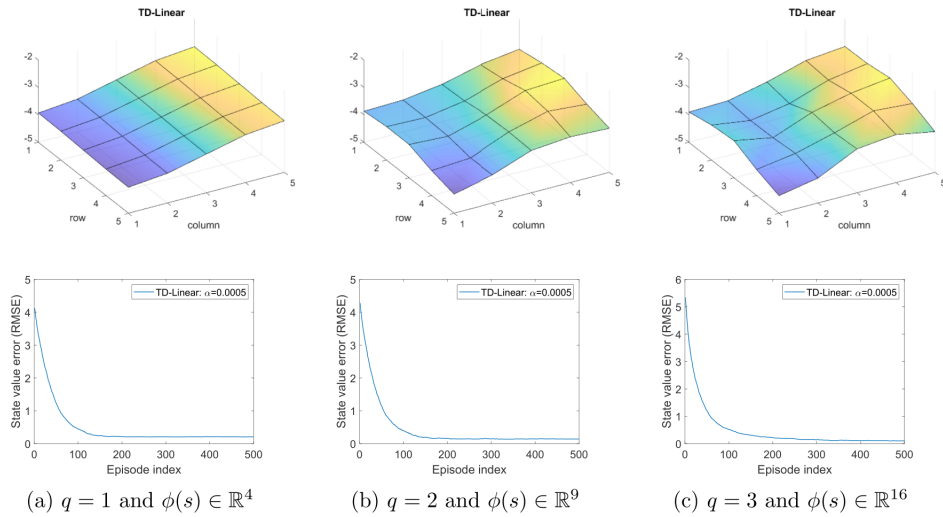 TD-Linear
TD-Linear
TD-Linear
-2
-3
-4
-5
1
2
3
4
5
row
1
2
3
4
5
column
-2
-3
-4
-5
1
2
3
4
5
row
1
2
3
4
5
column
-2
-3
-4
-5
1
2
3
4
5
row
1
2
3
4
5
column
5
4
3
2
1
0
State value error (RMSE)
TD-Linear: α=0.0005
0 100 200 300 400 500
Episode index
5
4
3
2
1
0
State value error (RMSE)
TD-Linear: α=0.0005
0 100 200 300 400 500
Episode index
6
5
4
3
2
1
0
State value error (RMSE)
TD-Linear: α=0.0005
0 100 200 300 400 500
Episode index
(a) q = 1 and ϕ(s) ∈ ℝ⁴
(b) q = 2 and ϕ(s) ∈ ℝ⁹
(c) q = 3 and ϕ(s) ∈ ℝ¹⁶